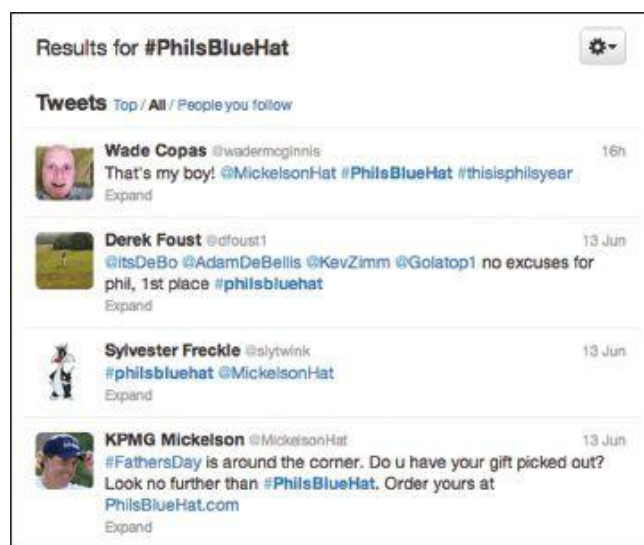 Results for #PhilsBlueHat
Tweets Top / All / People you follow
Wade Copas @wadermcginnis 16h
That's my boy! @MickelsonHat #PhilsBlueHat #thisisphilsyear
Expand
Derek Foust @dfoust1 13 Jun
@itsDeBo @AdamDeBellis @KevZimm @Golatop1 no excuses for
phil, 1st place #philsbluehat
Expand
Sylvester Freckle @slytwink 13 Jun
#philsbluehat @MickelsonHat
Expand
KPMG Mickelson @MickelsonHat 13 Jun
#FathersDay is around the corner. Do u have your gift picked out?
Look no further than #PhilsBlueHat. Order yours at
PhilsBlueHat.com
Expand